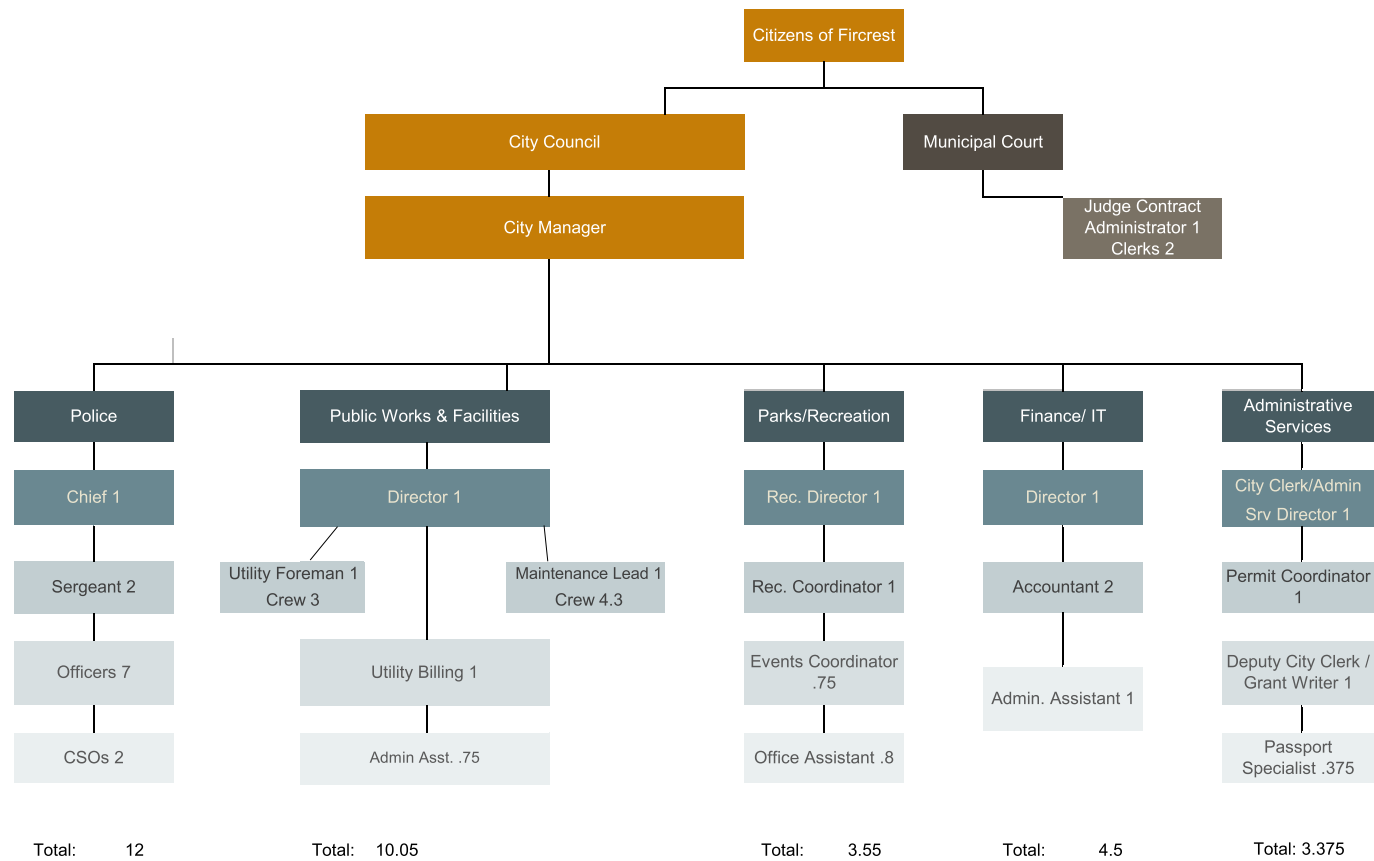 Citizens of Fircrest
City Council
Municipal Court
City Manager
Judge Contract
Administrator 1
Clerks 2
Police
Public Works & Facilities
Parks/Recreation
Finance/ IT
Administrative
Services
Chief 1
Director 1
Rec. Director 1
Director 1
City Clerk/Admin
Srv Director 1
Sergeant 2
Utility Foreman 1
Crew 3
Maintenance Lead 1
Crew 4.3
Rec. Coordinator 1
Accountant 2
Permit Coordinator
1
Officers 7
Utility Billing 1
Events Coordinator
.75
Admin. Assistant 1
Deputy City Clerk /
Grant Writer 1
CSOs 2
Admin Asst. .75
Office Assistant .8
Passport
Specialist .375
Total: 12
Total: 10.05
Total: 3.55
Total: 4.5
Total: 3.375